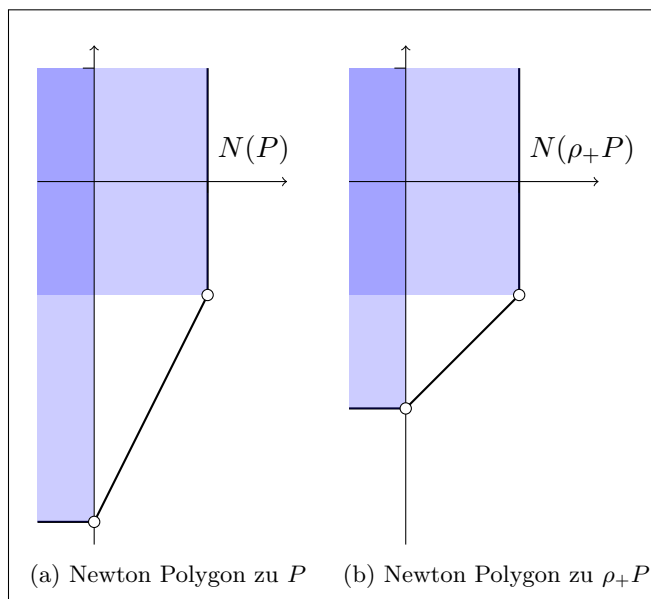 N(P)
N(ρ₊P)
(a) Newton Polygon zu P
(b) Newton Polygon zu ρ₊P